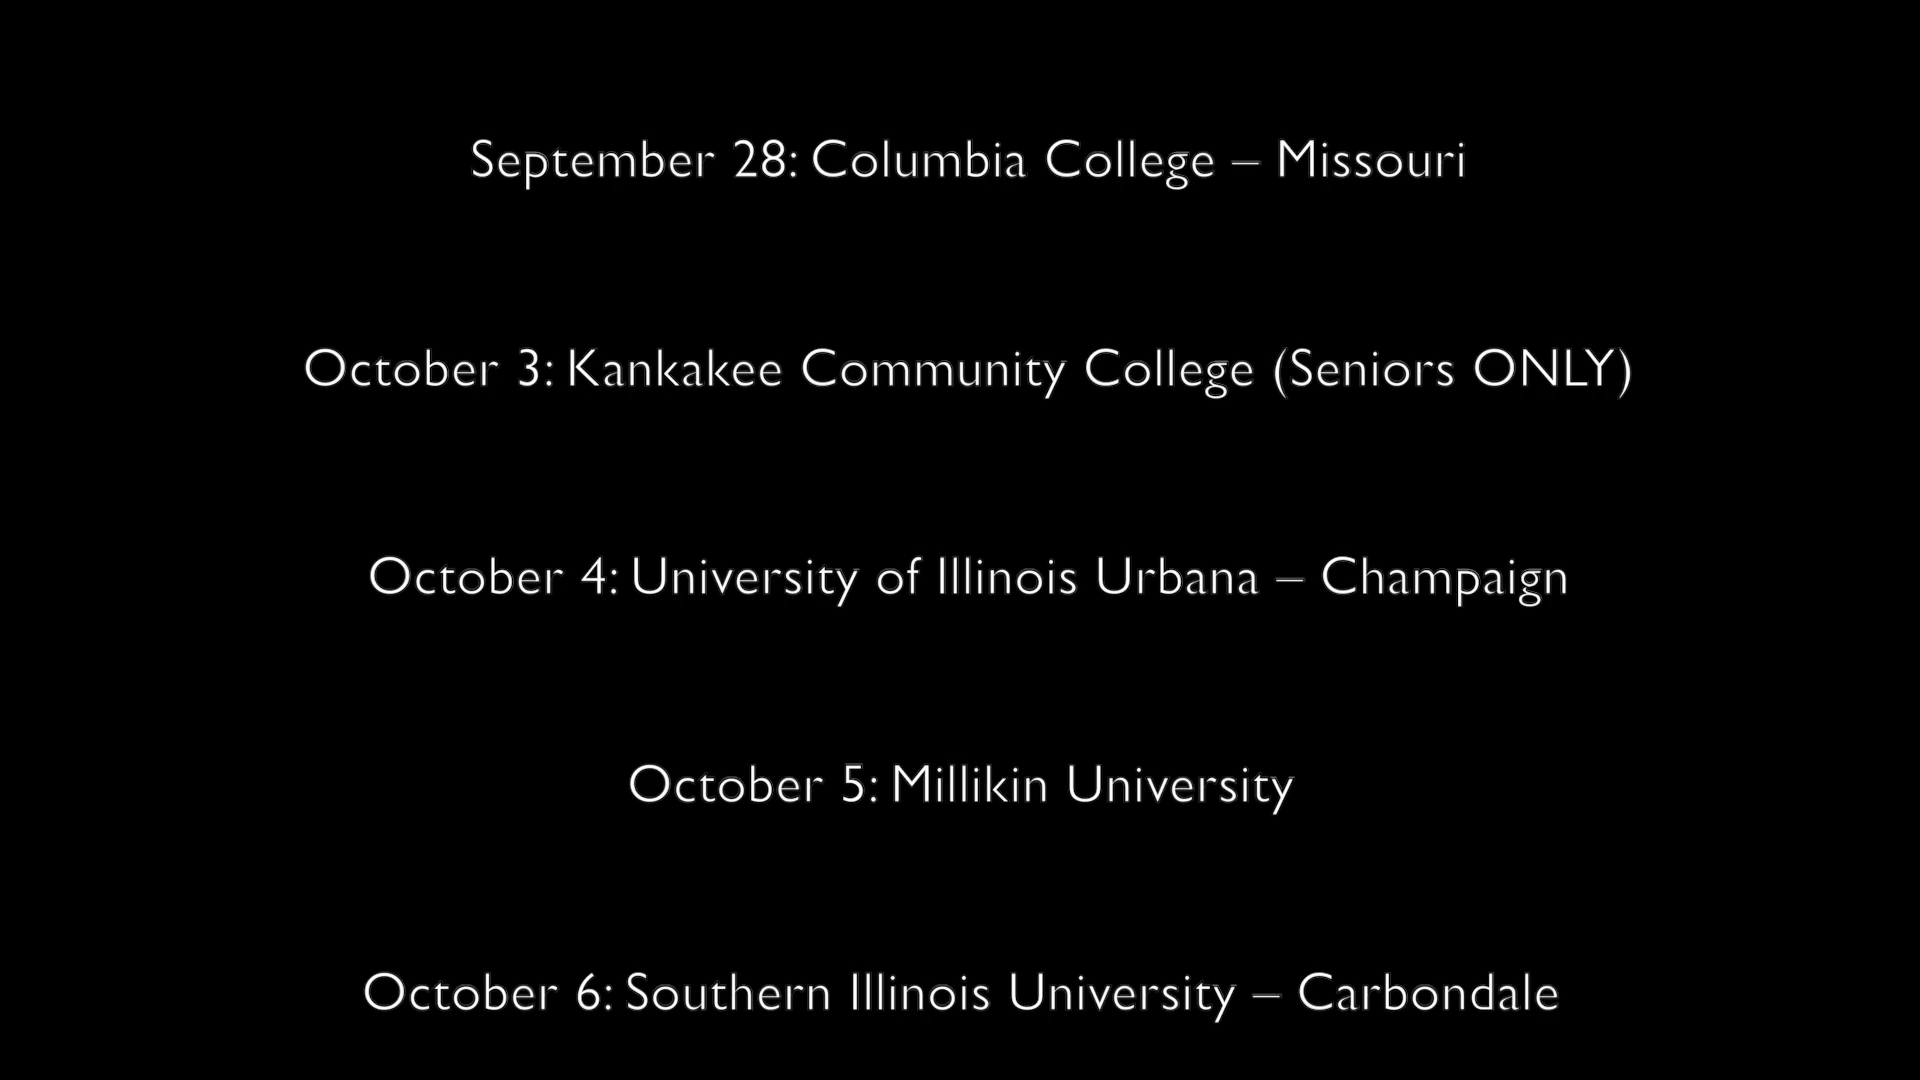 September 28: Columbia College – Missouri
October 3: Kankakee Community College (Seniors ONLY)
October 4: University of Illinois Urbana – Champaign
October 5: Millikin University
October 6: Southern Illinois University – Carbondale